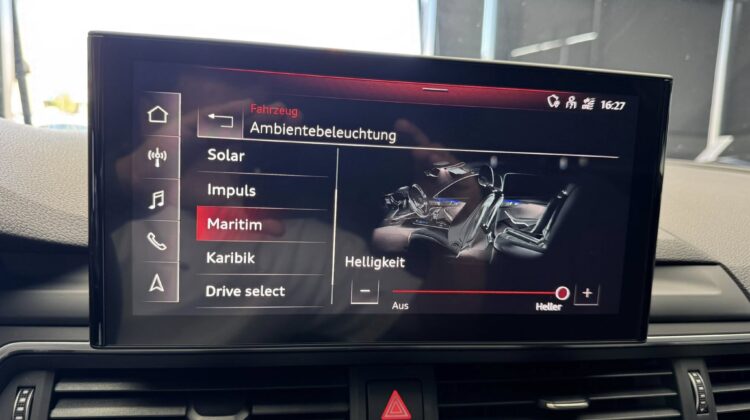 16:27
Fahrzeug
Ambientebeleuchtung
Solar
Impuls
Maritim
Karibik
Drive select
Helligkeit
Aus
Heller